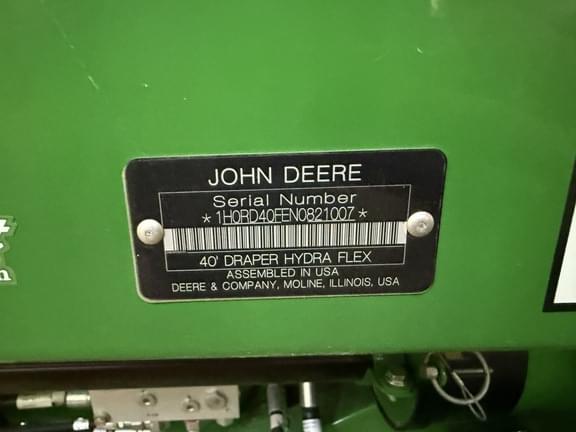 JOHN DEERE
Serial Number
*1H0RD40FEN0821007*
40' DRAPER HYDRA FLEX
ASSEMBLED IN USA
DEERE & COMPANY, MOLINE, ILLINOIS, USA